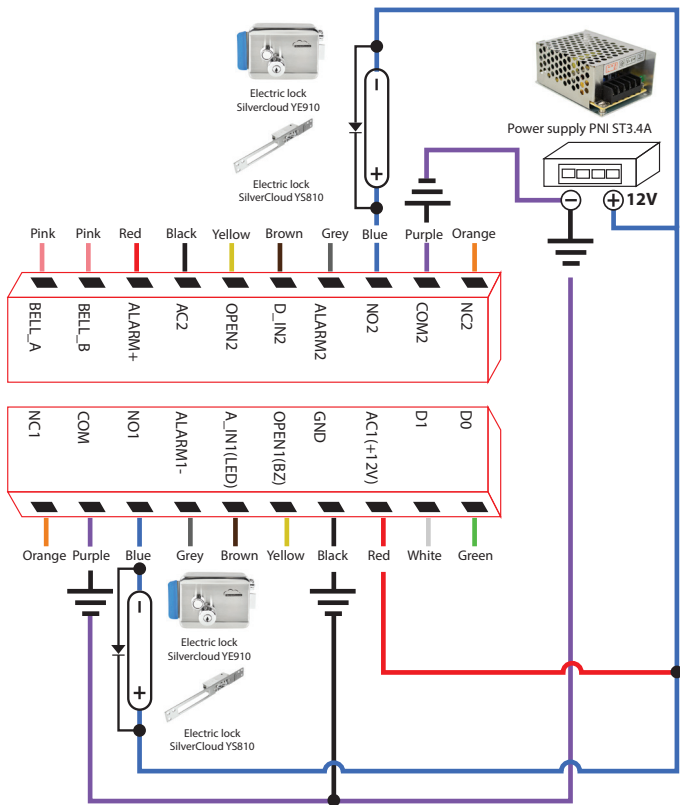 Electric lock
Silvercloud YE910
Electric lock
SilverCloud YS810
Power supply PNI ST3.4A
12V
Pink
Pink
Red
Black
Yellow
Brown
Grey
Blue
Purple
Orange
BELL_A
BELL_B
ALARM+
AC2
OPEN2
D_IN2
ALARM2
NO2
COM2
NC2
NC1
COM
NO1
ALARM1-
A_IN1(LED)
OPEN1(BZ)
GND
AC1(+12V)
D1
D0
Orange
Purple
Blue
Grey
Brown
Yellow
Black
Red
White
Green
Electric lock
Silvercloud YE910
Electric lock
SilverCloud YS810